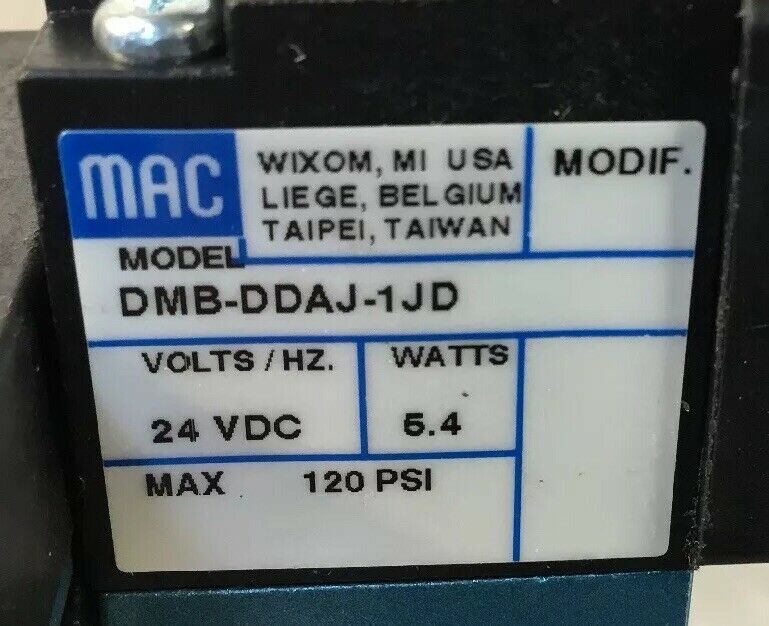 MAC
WIXOM, MI USA
LIEGE, BELGIUM
TAIPEI, TAIWAN
MODIF.
MODEL
DMB-DDAJ-1JD
VOLTS / HZ.
WATTS
24 VDC
5.4
MAX 120 PSI